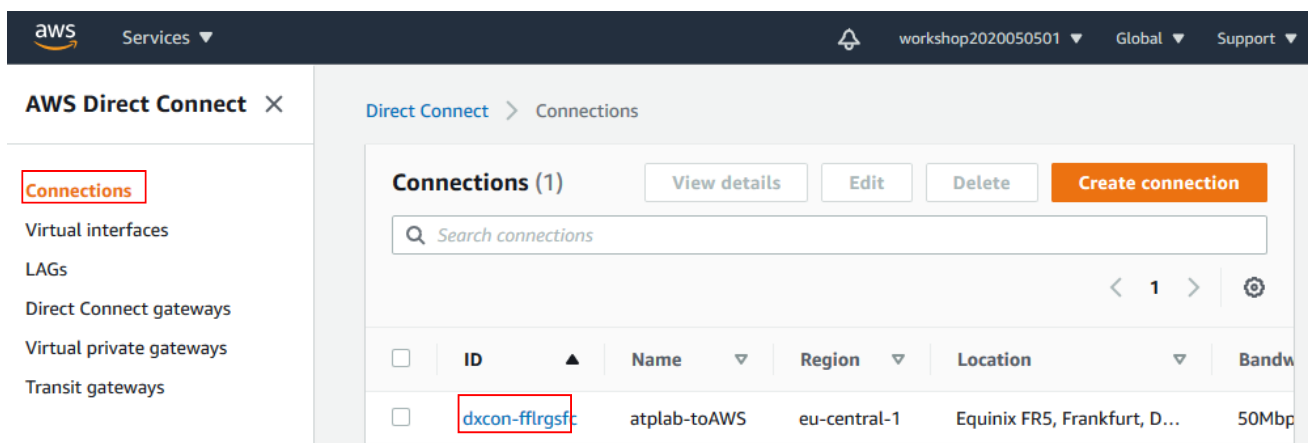 aws Services ▼ workshop2020050501 ▼ Global ▼ Support ▼
AWS Direct Connect
Connections
Virtual interfaces
LAGs
Direct Connect gateways
Virtual private gateways
Transit gateways
Direct Connect > Connections
Connections (1) View details Edit Delete Create connection
Search connections
< 1 >
ID Name Region Location Bandw
dxcon-fflrgsfc atplab-toAWS eu-central-1 Equinix FR5, Frankfurt, D... 50Mbp